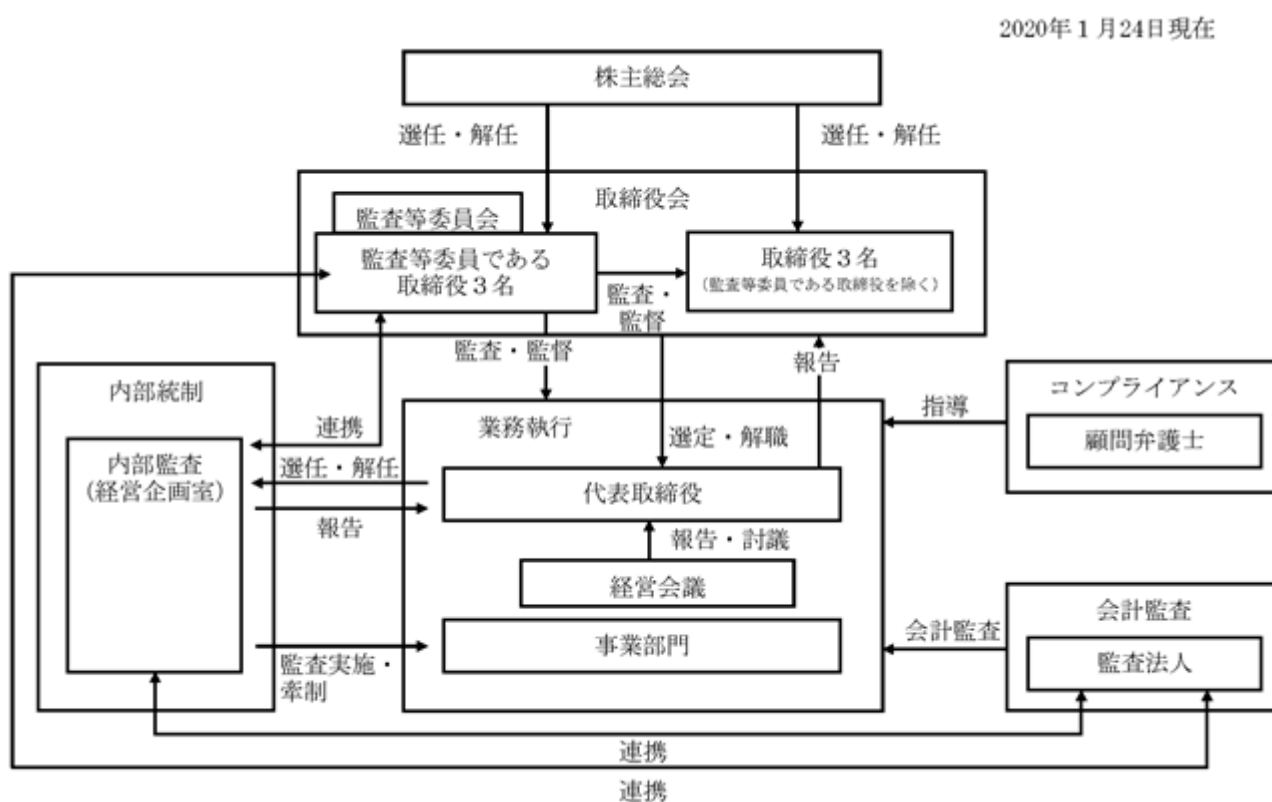 2020年１月24日現在
株主総会
選任・解任
選任・解任
取締役会
監査等委員会
監査等委員である
取締役３名
取締役３名
（監査等委員である取締役を除く）
監査・
監督
監査・監督
報告
内部統制
コンプライアンス
指導
顧問弁護士
連携
業務執行
選定・解職
内部監査
（経営企画室）
選任・解任
代表取締役
報告
報告・討議
経営会議
会計監査
会計監査
事業部門
監査法人
監査実施・
牽制
連携
連携